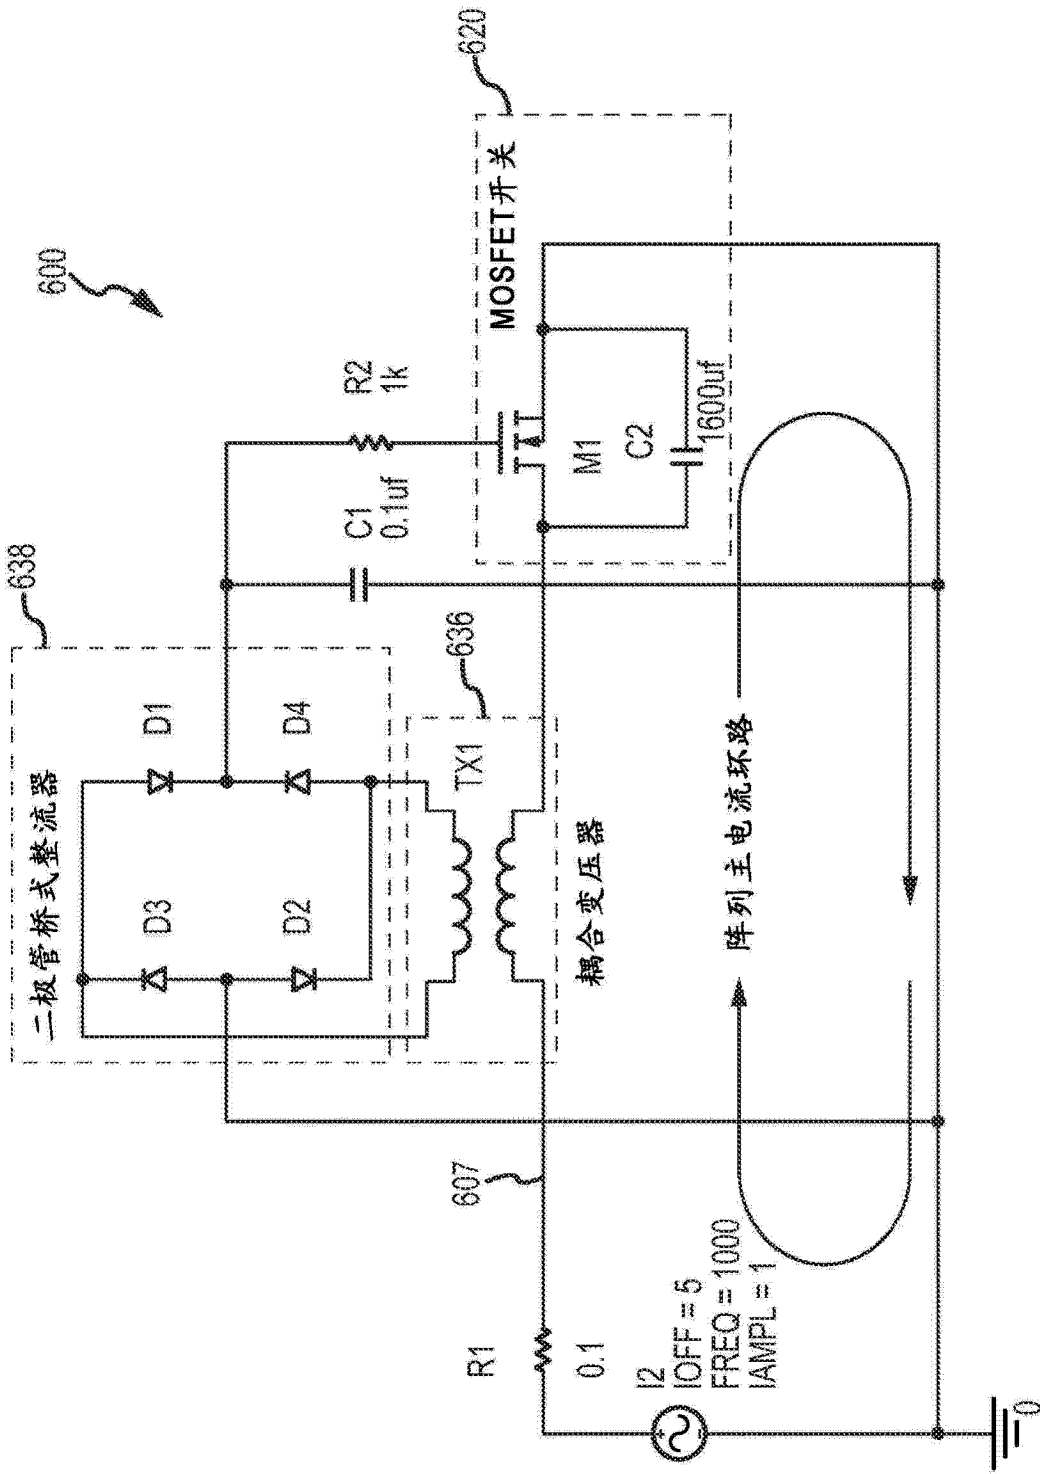 600
638
二极管桥式整流器
D3
D1
D2
D4
636
TX1
耦合变压器
C1
0.1uf
R2
1k
620
MOSFET开关
M1
C2
1600uf
607
R1
0.1
I2
IOFF = 5
FREQ = 1000
IAMPL = 1
阵列主电流环路
0